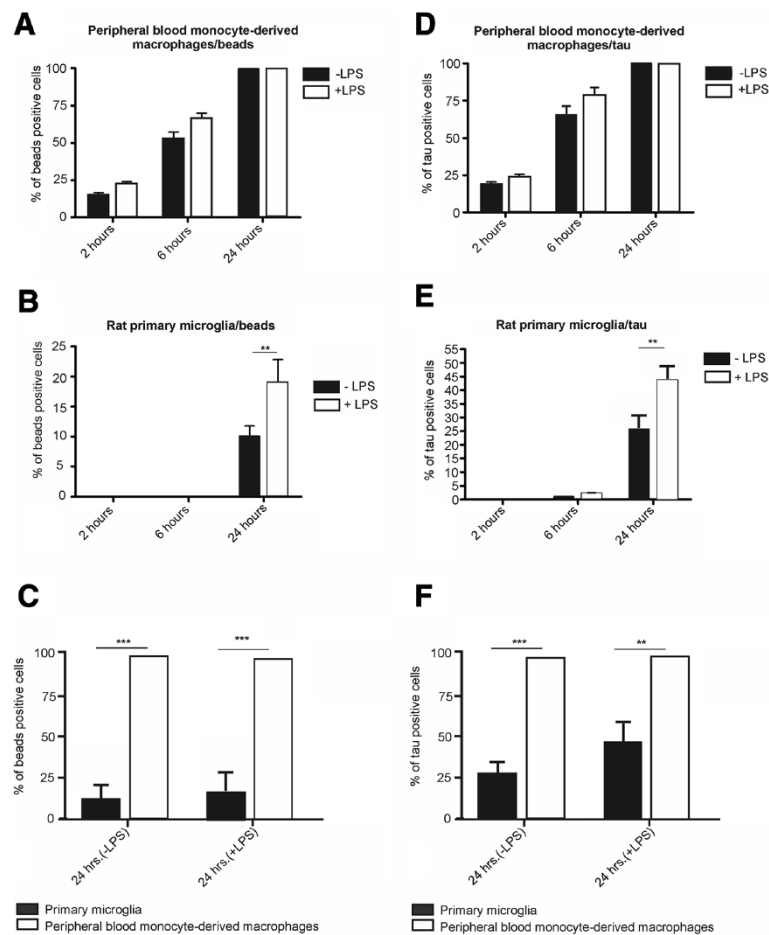 A
Peripheral blood monocyte-derived
macrophages/beads
% of beads positive cells
100
75
50
25
0
2 hours
6 hours
24 hours
-LPS
+LPS
D
Peripheral blood monocyte-derived
macrophages/tau
% of tau positive cells
100
75
50
25
0
2 hours
6 hours
24 hours
-LPS
+LPS
B
Rat primary microglia/beads
% of beads positive cells
25
20
15
10
5
0
**
2 hours
6 hours
24 hours
- LPS
+ LPS
E
Rat primary microglia/tau
% of tau positive cells
55
50
45
40
35
30
25
20
15
10
5
0
**
2 hours
6 hours
24 hours
- LPS
+ LPS
C
% of beads positive cells
100
75
50
25
0
***
***
24 hrs.(-LPS)
24 hrs.(+LPS)
Primary microglia
Peripheral blood monocyte-derived macrophages
F
% of tau positive cells
100
75
50
25
0
***
**
24 hrs.(-LPS)
24 hrs.(+LPS)
Primary microglia
Peripheral blood monocyte-derived macrophages